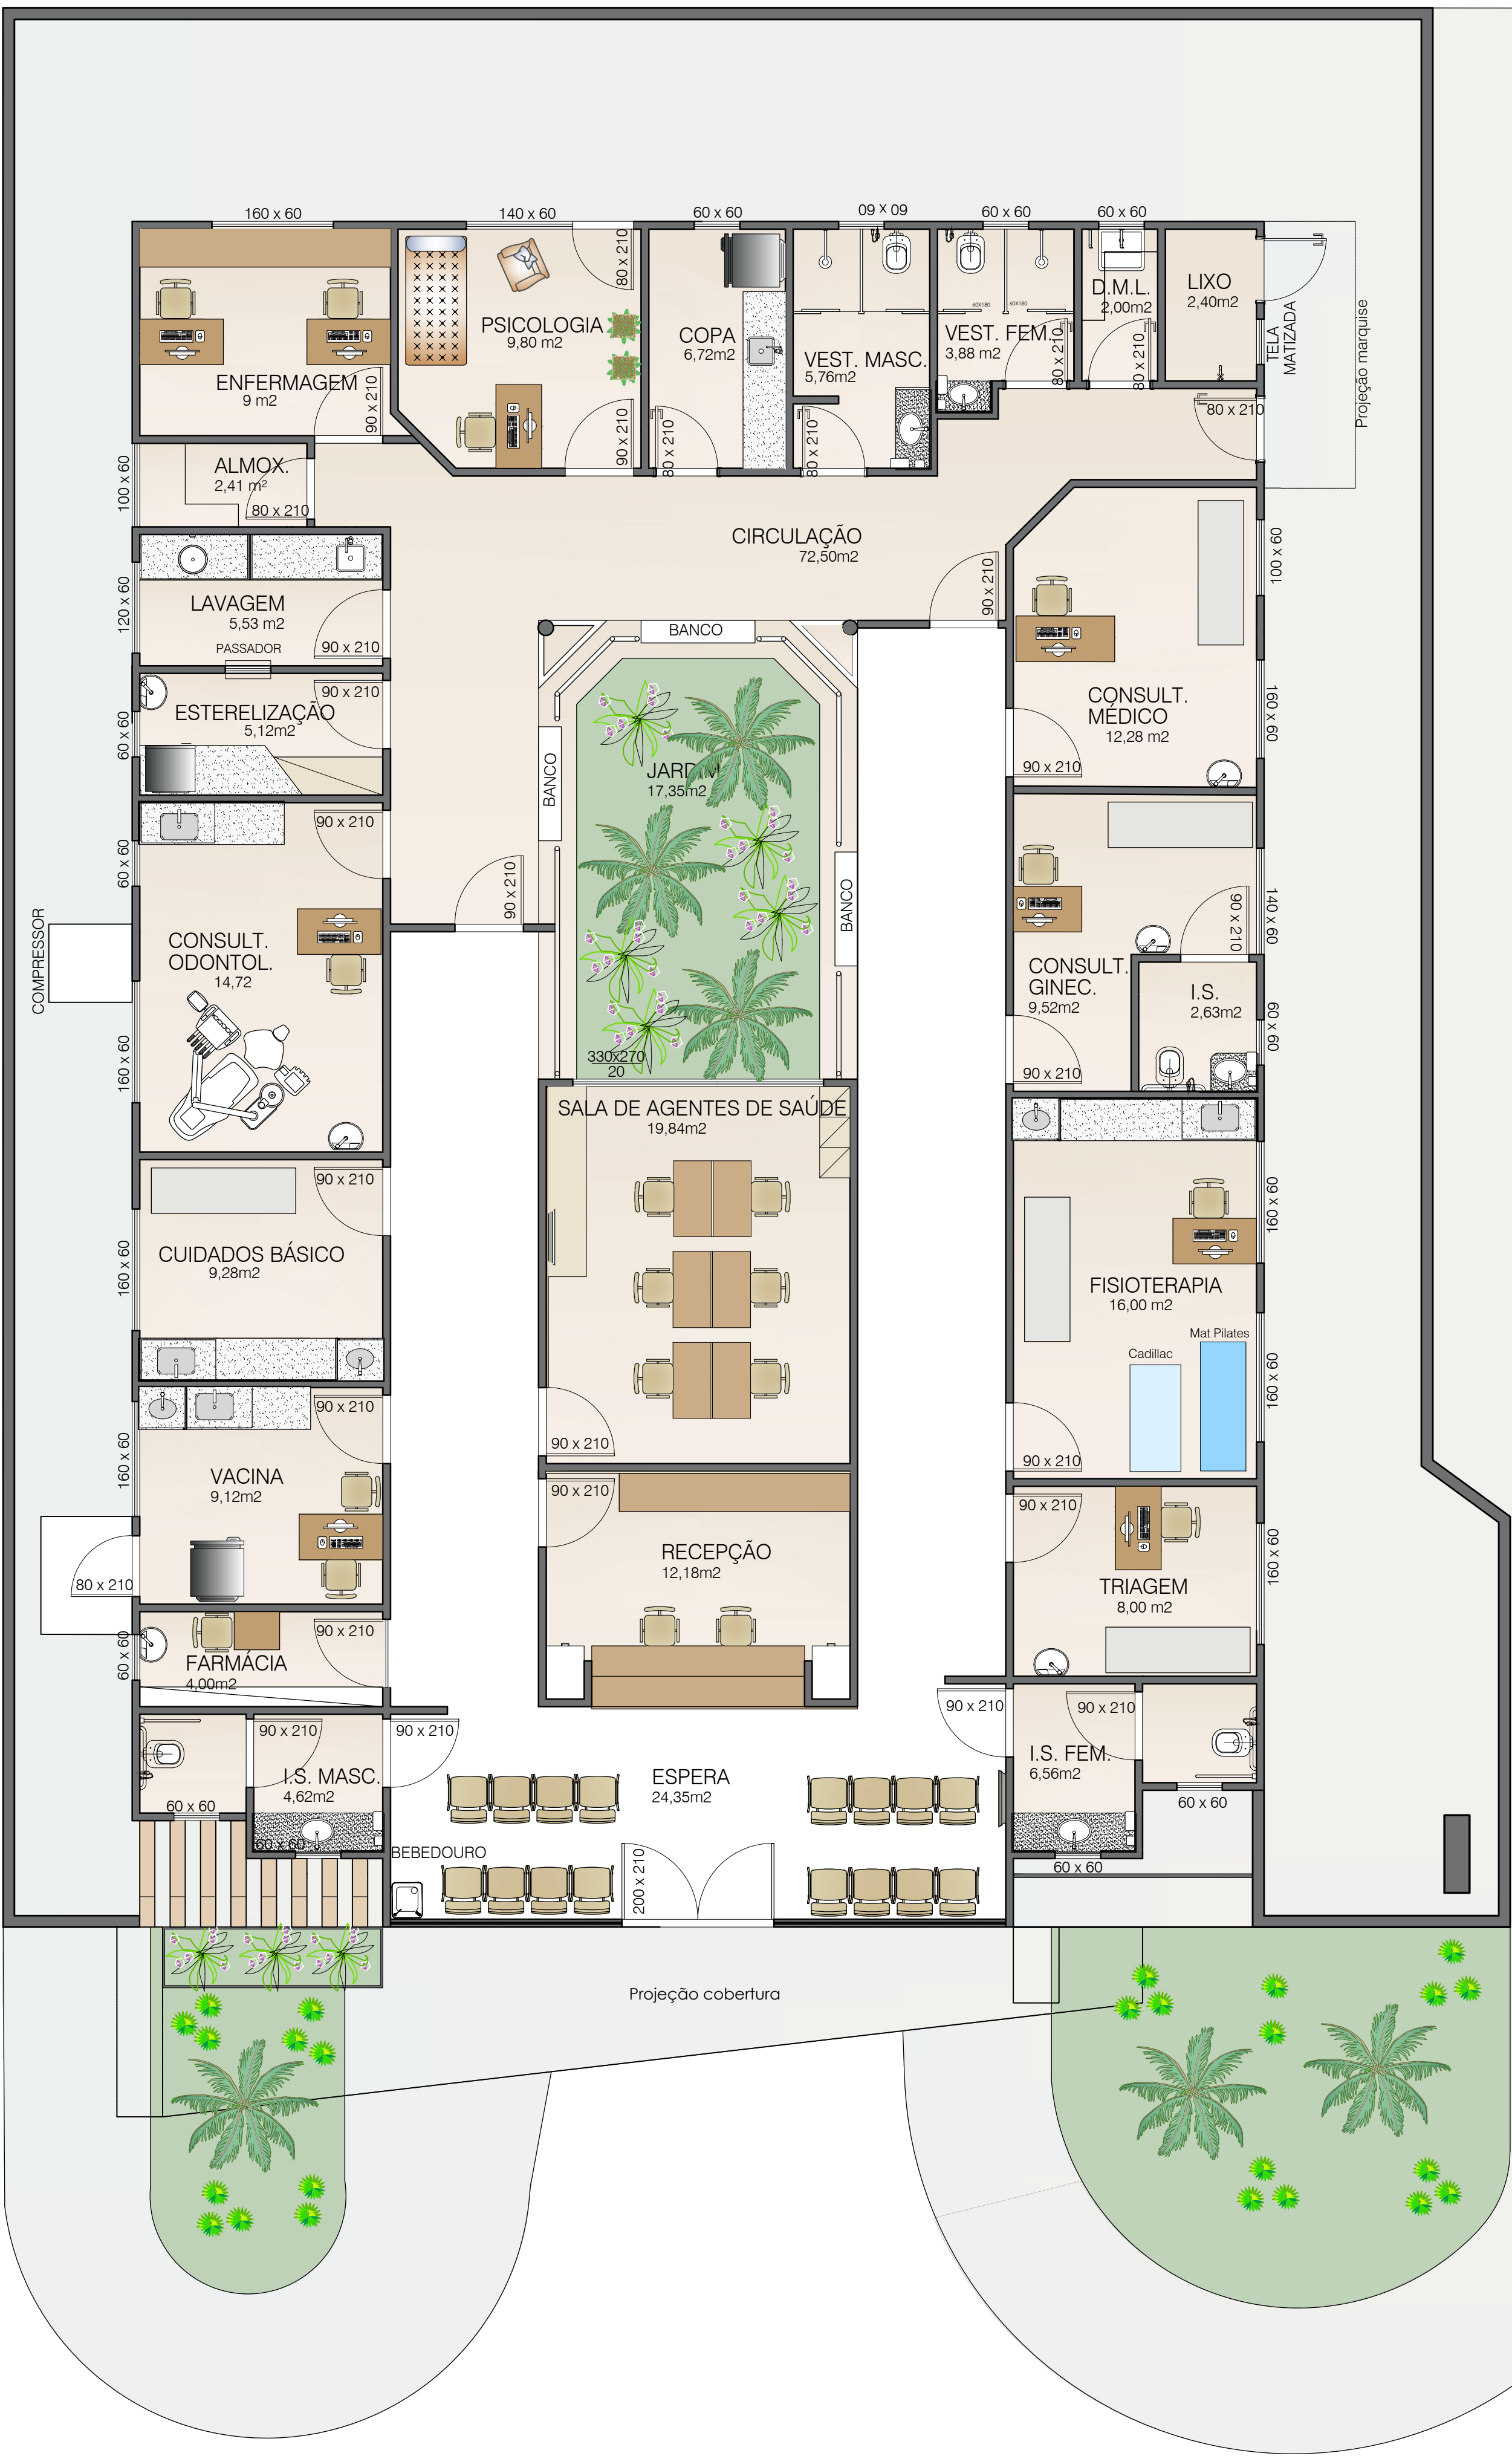 160 x 60
140 x 60
60 x 60
09 x 09
60 x 60
60 x 60
80 x 210
PSICOLOGIA
9,80 m2
COPA
6,72m2
VEST. MASC.
5,76m2
60X180
60X180
VEST. FEM.
3,88 m2
80 x 210
D.M.L.
2,00m2
80 x 210
LIXO
2,40m2
TELA
MATIZADA
Projeção marquise
ENFERMAGEM
9 m2
90 x 210
90 x 210
80 x 210
80 x 210
80 x 210
100 x 60
ALMOX.
2,41 m²
80 x 210
CIRCULAÇÃO
72,50m2
90 x 210
100 x 60
120 x 60
LAVAGEM
5,53 m2
PASSADOR
90 x 210
BANCO
90 x 210
ESTERELIZAÇÃO
5,12m2
60 x 60
CONSULT.
MÉDICO
12,28 m2
160 x 60
90 x 210
JARDIM
17,35m2
BANCO
BANCO
90 x 210
60 x 60
90 x 210
COMPRESSOR
CONSULT.
ODONTOL.
14,72
160 x 60
140 x 60
90 x 210
CONSULT.
GINEC.
9,52m2
I.S.
2,63m2
60 x 60
90 x 210
330x270
20
SALA DE AGENTES DE SAÚDE
19,84m2
90 x 210
CUIDADOS BÁSICO
9,28m2
160 x 60
160 x 60
FISIOTERAPIA
16,00 m2
Mat Pilates
Cadillac
160 x 60
90 x 210
90 x 210
90 x 210
160 x 60
VACINA
9,12m2
80 x 210
90 x 210
RECEPÇÃO
12,18m2
90 x 210
TRIAGEM
8,00 m2
160 x 60
90 x 210
60 x 60
FARMÁCIA
4,00m2
90 x 210
90 x 210
90 x 210
90 x 210
I.S. MASC.
4,62m2
60 x 60
60 x 60
ESPERA
24,35m2
I.S. FEM.
6,56m2
60 x 60
60 x 60
BEBEDOURO
200 x 210
Projeção cobertura